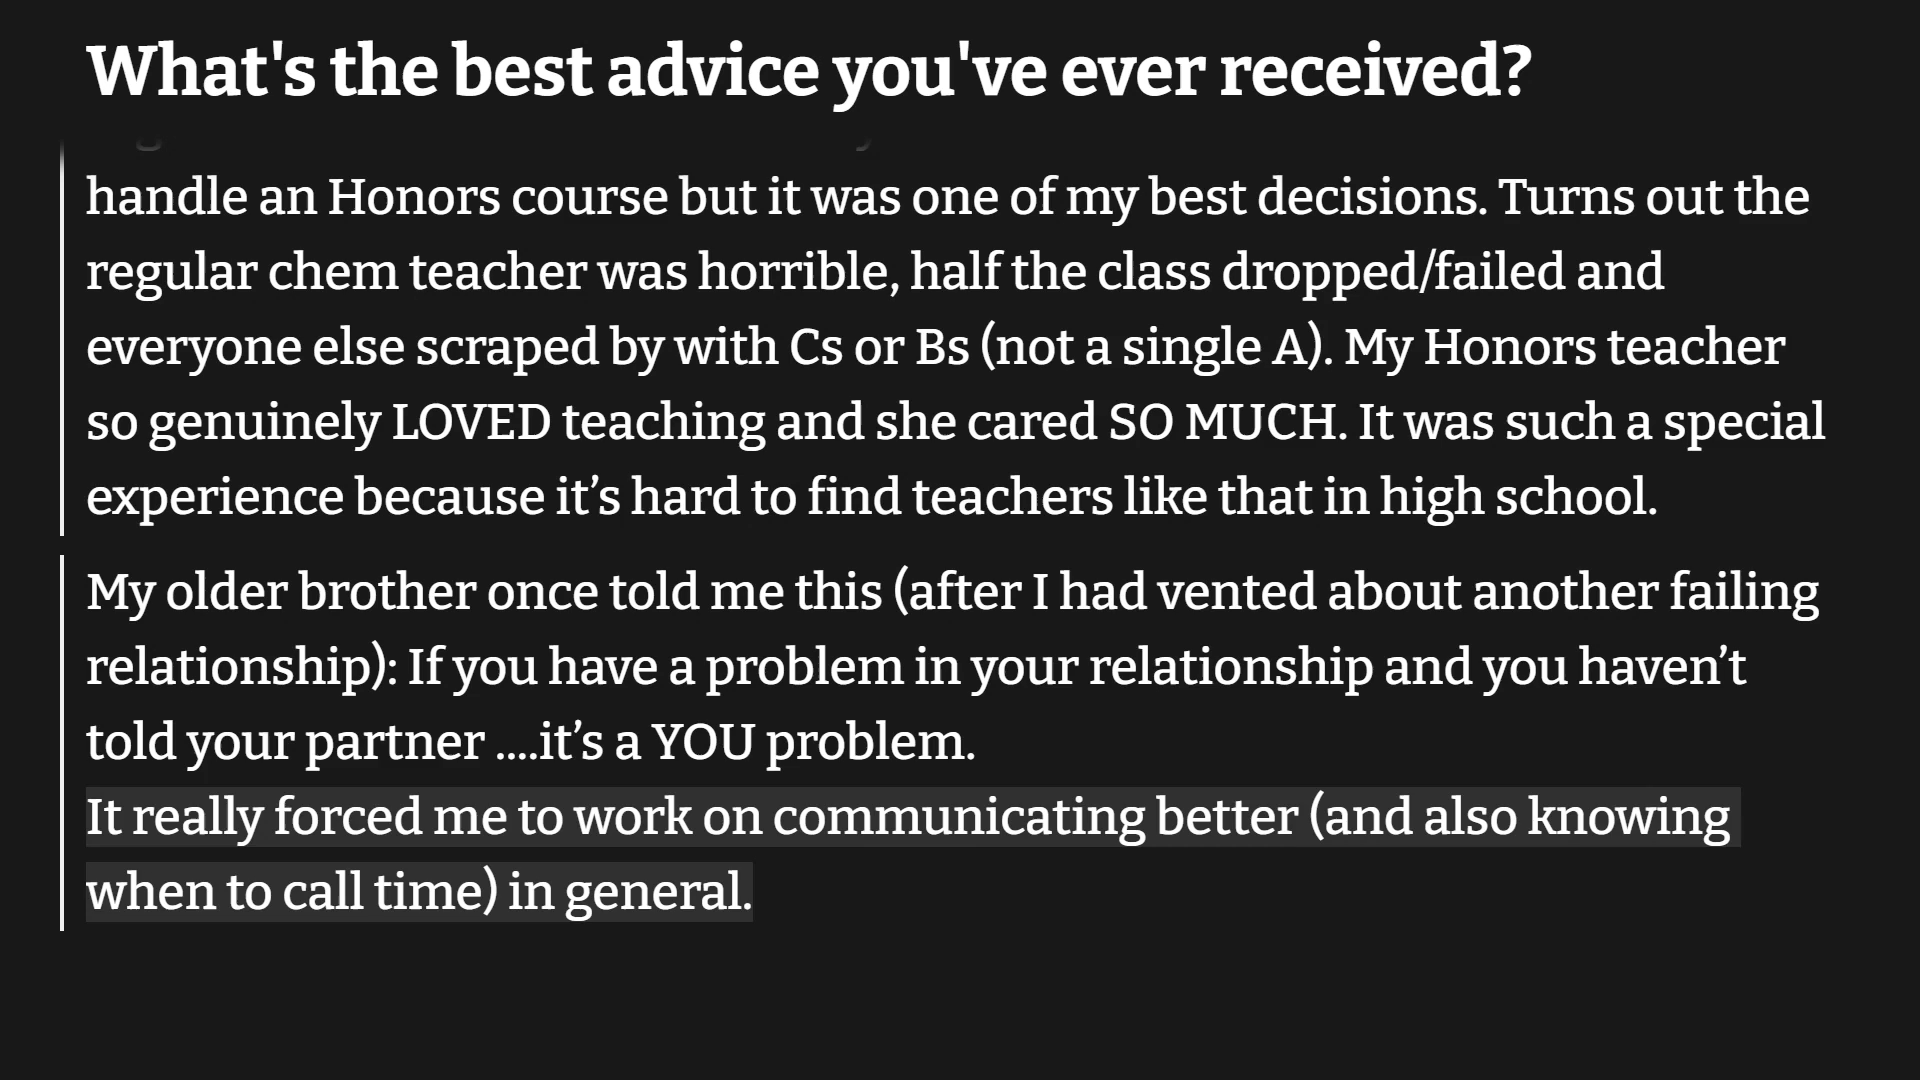 What's the best advice you've ever received?
handle an Honors course but it was one of my best decisions. Turns out the
regular chem teacher was horrible, half the class dropped/failed and
everyone else scraped by with Cs or Bs (not a single A). My Honors teacher
so genuinely LOVED teaching and she cared SO MUCH. It was such a special
experience because it’s hard to find teachers like that in high school.
My older brother once told me this (after I had vented about another failing
relationship): If you have a problem in your relationship and you haven’t
told your partner ....it’s a YOU problem.
It really forced me to work on communicating better (and also knowing
when to call time) in general.